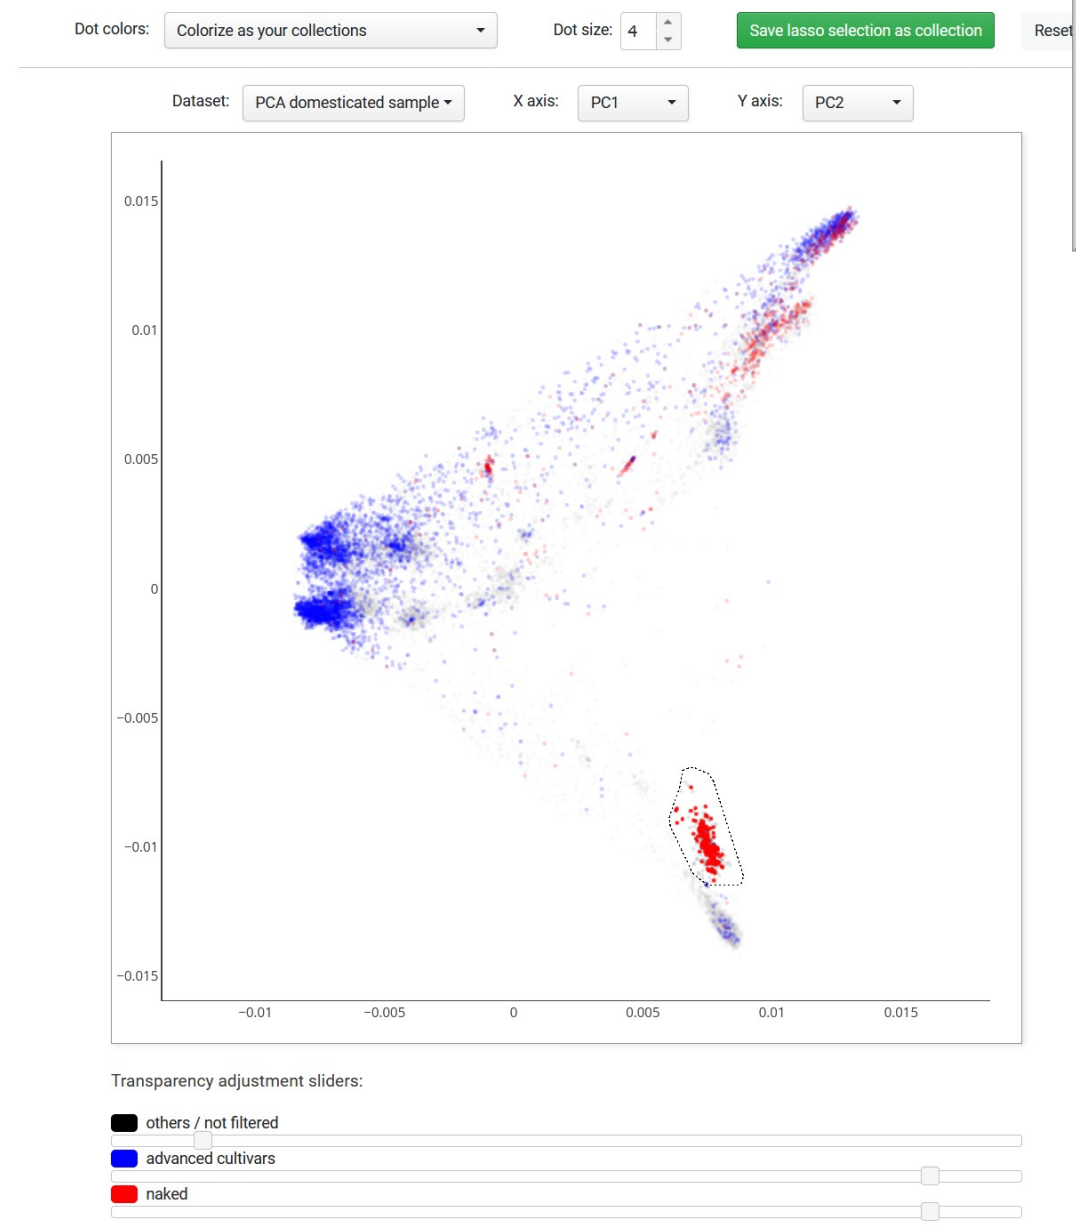 Dot colors: Colorize as your collections Dot size: 4 Save lasso selection as collection Reset
Dataset: PCA domesticated sample X axis: PC1 Y axis: PC2
0.015
0.01
0.005
0
−0.005
−0.01
−0.015
−0.01 −0.005 0 0.005 0.01 0.015
Transparency adjustment sliders:
others / not filtered
advanced cultivars
naked